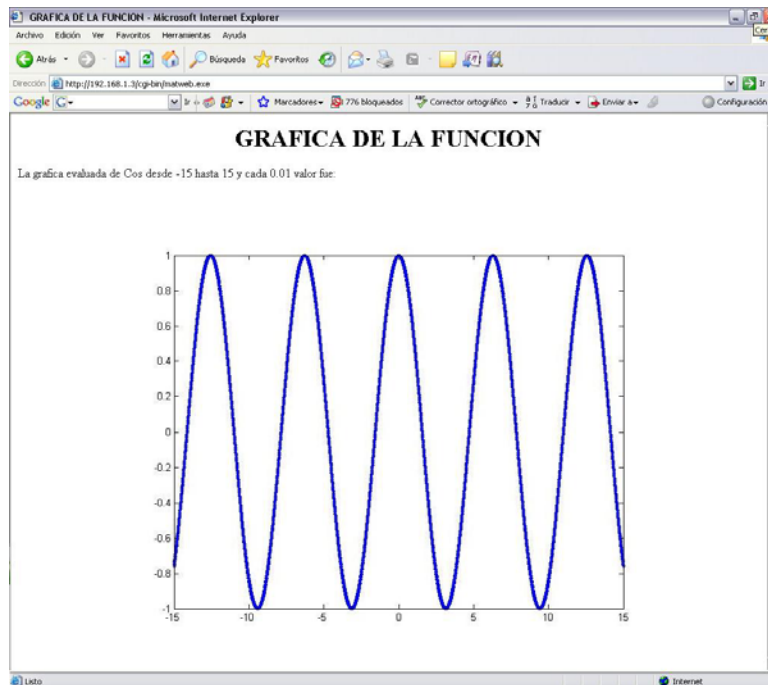 GRAFICA DE LA FUNCION - Microsoft Internet Explorer
Archivo Edición Ver Favoritos Herramientas Ayuda
Atrás Búsqueda Favoritos
Dirección http://192.168.1.3/cgi-bin/matweb.exe Ir
Google G Ir Marcadores 776 bloqueados Corrector ortográfico Traducir Enviar a Configuración
GRAFICA DE LA FUNCION
La grafica evaluada de Cos desde -15 hasta 15 y cada 0.01 valor fue:
1
0.8
0.6
0.4
0.2
0
-0.2
-0.4
-0.6
-0.8
-1
-15 -10 -5 0 5 10 15
Listo Internet